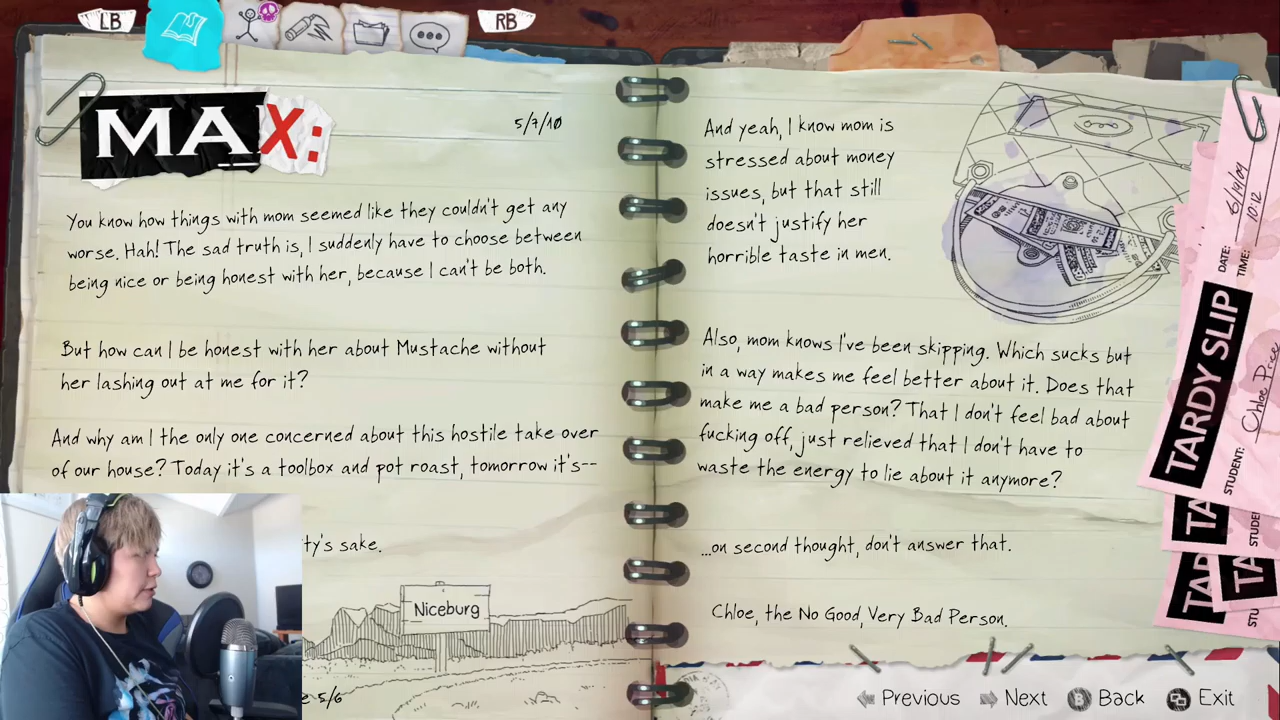 LB
RB
MAX:
5/7/10
You know how things with mom seemed like they couldn't get any
worse. Hah! The sad truth is, I suddenly have to choose between
being nice or being honest with her, because I can't be both.
But how can I be honest with her about Mustache without
her lashing out at me for it?
And why am I the only one concerned about this hostile take over
of our house? Today it's a toolbox and pot roast, tomorrow it's--
sake.
Niceburg
5/6
And yeah, I know mom is
stressed about money
issues, but that still
doesn't justify her
horrible taste in men.
Also, mom knows I've been skipping. Which sucks but
in a way makes me feel better about it. Does that
make me a bad person? That I don't feel bad about
fucking off, just relieved that I don't have to
waste the energy to lie about it anymore?
...on second thought, don't answer that.
Chloe, the No Good, Very Bad Person.
TARDY SLIP
DATE:
TIME: 10:12
STUDENT: Chloe Price
Previous
Next
B Back
Exit